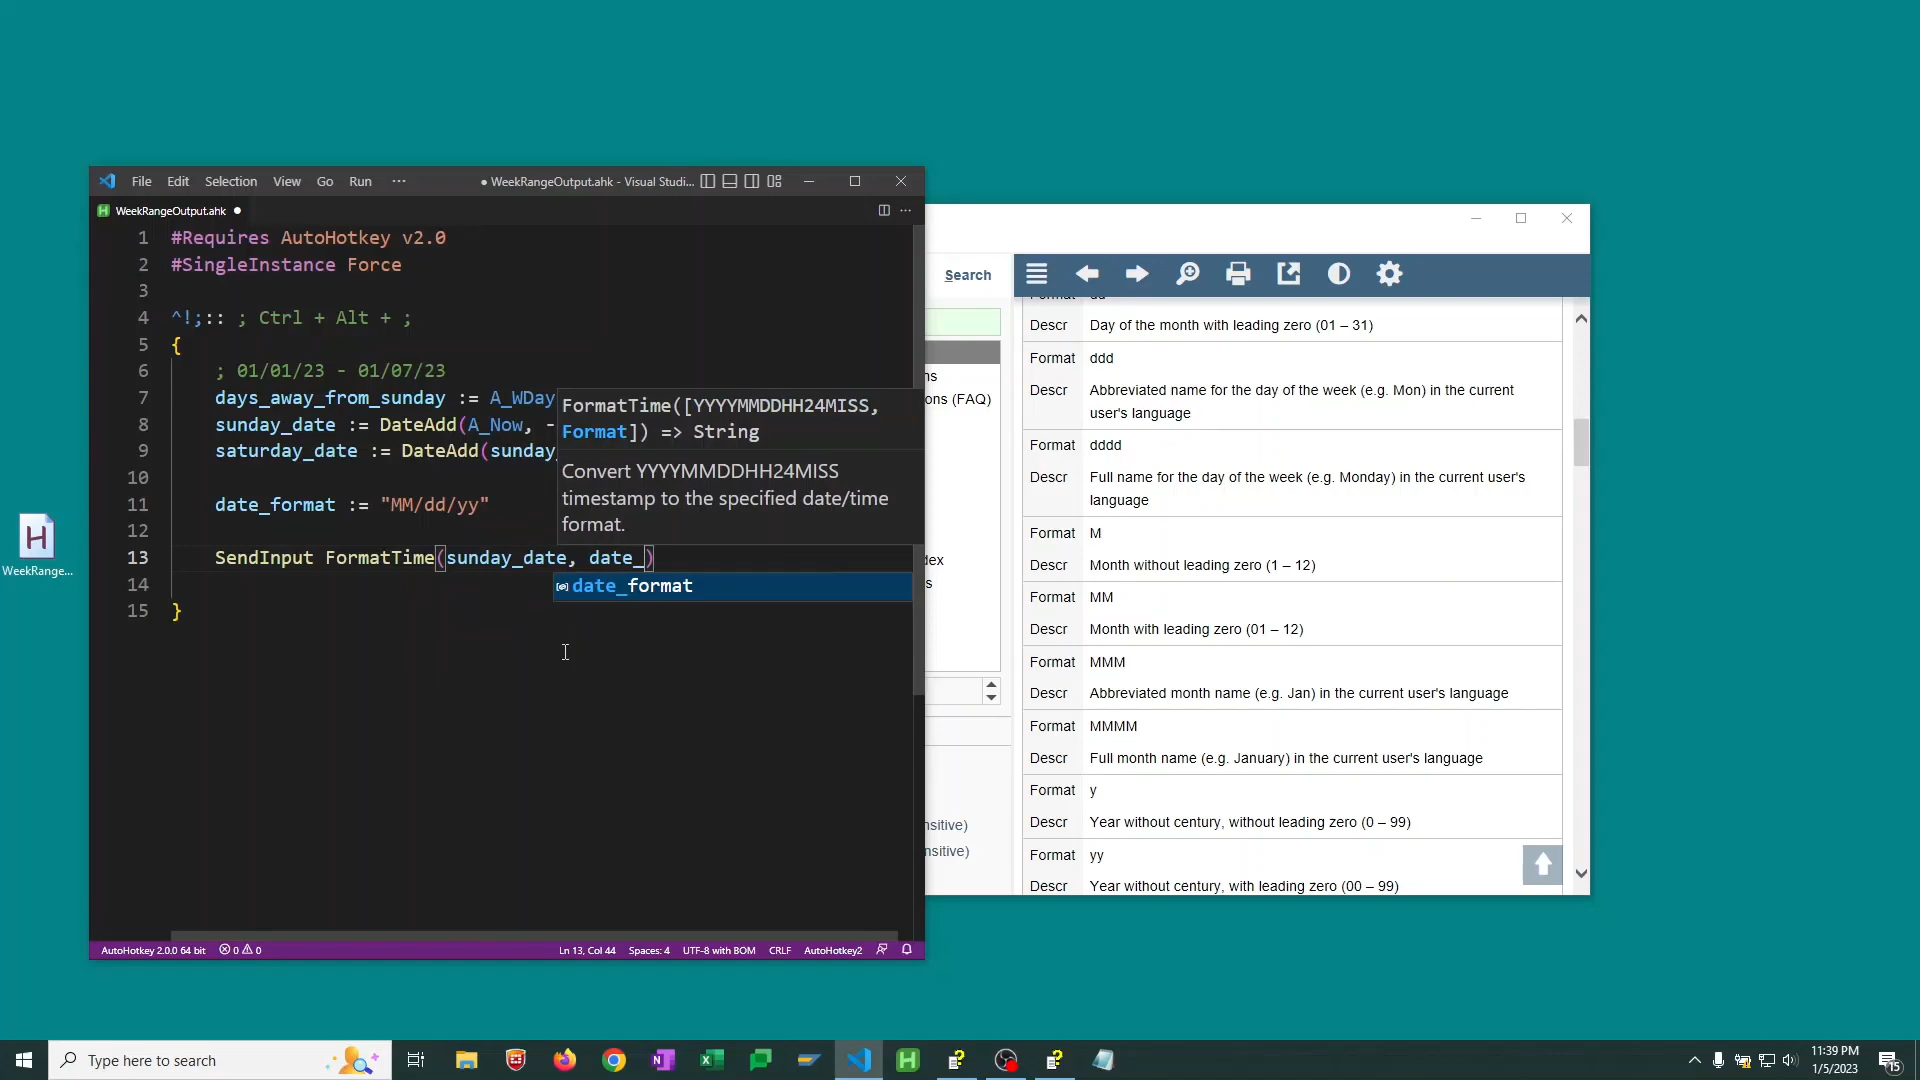 File Edit Selection View Go Run ··· ● WeekRangeOutput.ahk - Visual Studi...
WeekRangeOutput.ahk ●
1 #Requires AutoHotkey v2.0
2 #SingleInstance Force
3
4 ^!;:: ; Ctrl + Alt + ;
5 {
6 ; 01/01/23 - 01/07/23
7 days_away_from_sunday := A_WDay
8 sunday_date := DateAdd(A_Now, -
9 saturday_date := DateAdd(sunday_
10
11 date_format := "MM/dd/yy"
12
13 SendInput FormatTime(sunday_date, date_)
14
15 }
FormatTime([YYYYMMDDHH24MISS,
Format]) => String
Convert YYYYMMDDHH24MISS
timestamp to the specified date/time
format.
date_format
AutoHotkey 2.0.0 64 bit 0 0 Ln 13, Col 44 Spaces: 4 UTF-8 with BOM CRLF AutoHotkey2
Search
ns
ons (FAQ)
dex
s
nsitive)
nsitive)
Format dd
Descr Day of the month with leading zero (01 – 31)
Format ddd
Descr Abbreviated name for the day of the week (e.g. Mon) in the current
user's language
Format dddd
Descr Full name for the day of the week (e.g. Monday) in the current user's
language
Format M
Descr Month without leading zero (1 – 12)
Format MM
Descr Month with leading zero (01 – 12)
Format MMM
Descr Abbreviated month name (e.g. Jan) in the current user's language
Format MMMM
Descr Full month name (e.g. January) in the current user's language
Format y
Descr Year without century, without leading zero (0 – 99)
Format yy
Descr Year without century, with leading zero (00 – 99)
H
WeekRange...
Type here to search
H
11:39 PM
1/5/2023
15